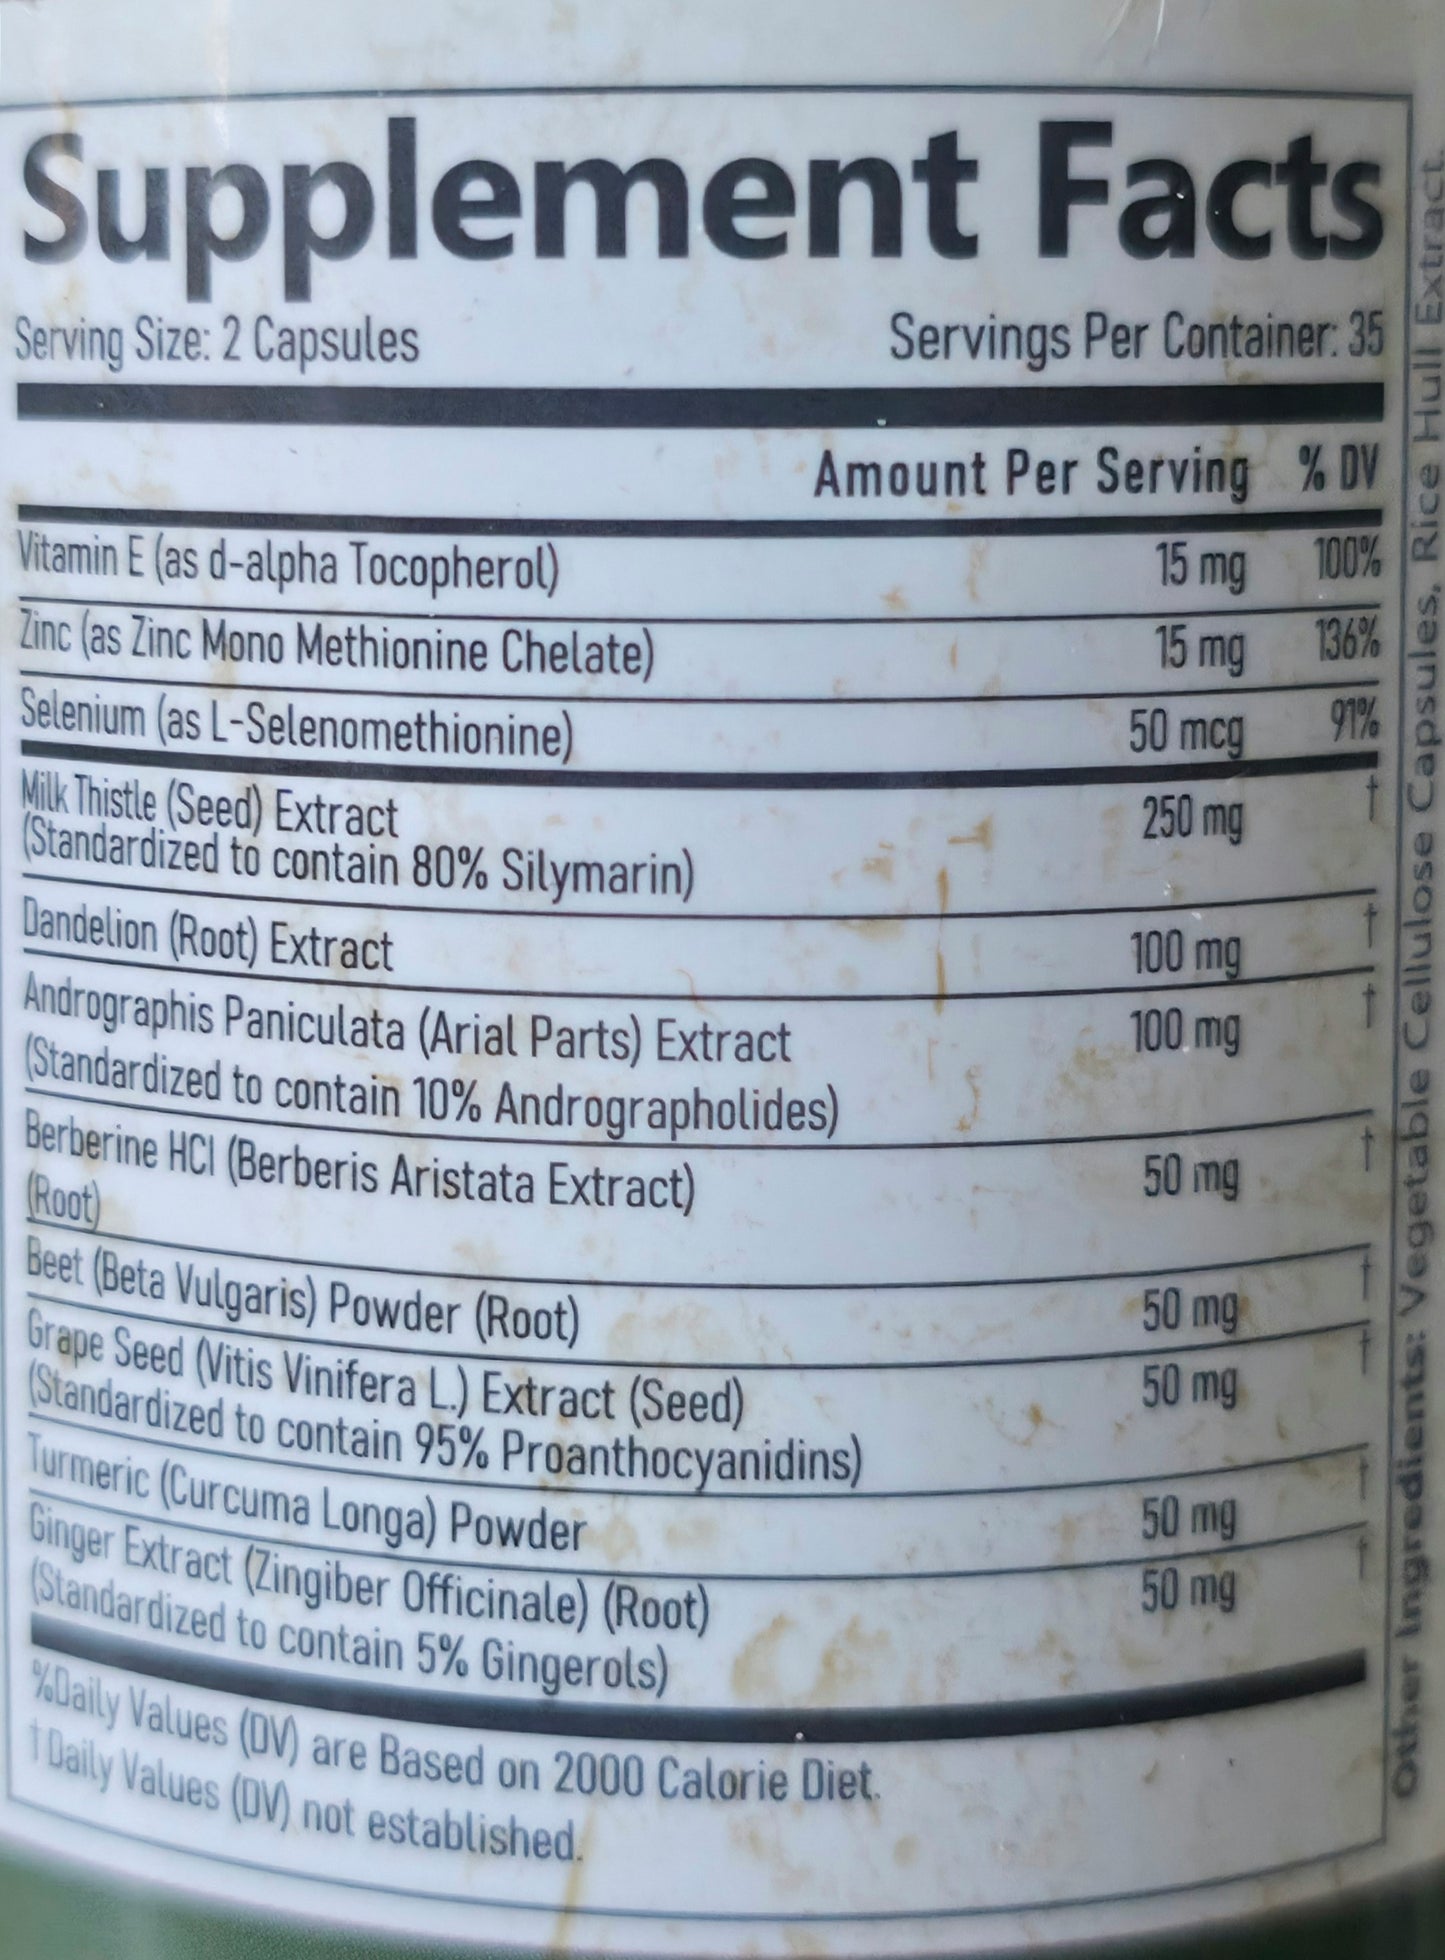 Supplement Facts
Serving Size: 2 Capsules Servings Per Container: 35
Amount Per Serving % DV
Vitamin E (as d-alpha Tocopherol) 15 mg 100%
Zinc (as Zinc Mono Methionine Chelate) 15 mg 136%
Selenium (as L-Selenomethionine) 50 mcg 91%
Milk Thistle (Seed) Extract 250 mg †
(Standardized to contain 80% Silymarin)
Dandelion (Root) Extract 100 mg †
Andrographis Paniculata (Arial Parts) Extract 100 mg †
(Standardized to contain 10% Andrographolides)
Berberine HCl (Berberis Aristata Extract) 50 mg †
(Root)
Beet (Beta Vulgaris) Powder (Root) 50 mg †
Grape Seed (Vitis Vinifera L.) Extract (Seed) 50 mg †
(Standardized to contain 95% Proanthocyanidins)
Turmeric (Curcuma Longa) Powder 50 mg †
Ginger Extract (Zingiber Officinale) (Root) 50 mg †
(Standardized to contain 5% Gingerols)
%Daily Values (DV) are Based on 2000 Calorie Diet.
† Daily Values (DV) not established.
Other Ingredients: Vegetable Cellulose Capsules, Rice Hull Extract.